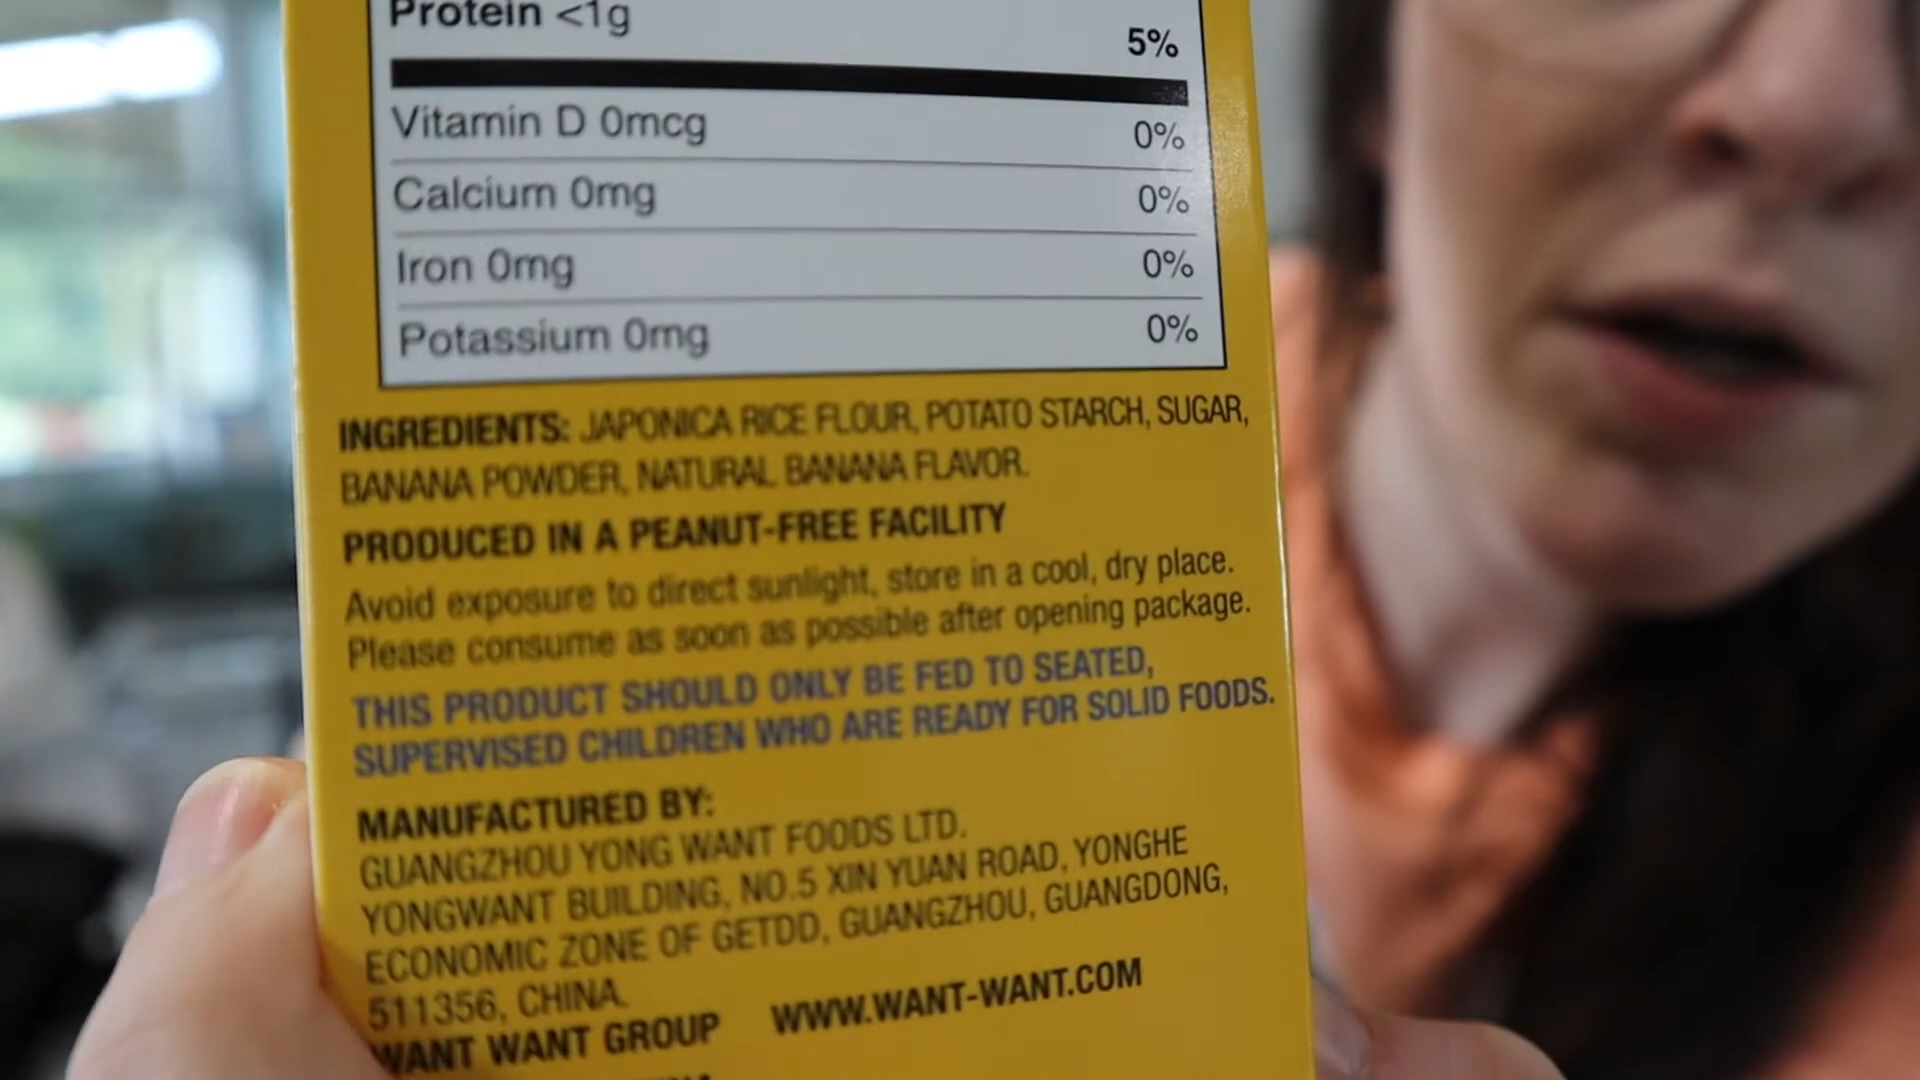 Protein <1g
5%
Vitamin D 0mcg 0%
Calcium 0mg 0%
Iron 0mg 0%
Potassium 0mg 0%
INGREDIENTS: JAPONICA RICE FLOUR, POTATO STARCH, SUGAR,
BANANA POWDER, NATURAL BANANA FLAVOR.
PRODUCED IN A PEANUT-FREE FACILITY
Avoid exposure to direct sunlight, store in a cool, dry place.
Please consume as soon as possible after opening package.
THIS PRODUCT SHOULD ONLY BE FED TO SEATED,
SUPERVISED CHILDREN WHO ARE READY FOR SOLID FOODS.
MANUFACTURED BY:
GUANGZHOU YONG WANT FOODS LTD.
YONGWANT BUILDING, NO.5 XIN YUAN ROAD, YONGHE
ECONOMIC ZONE OF GETDD, GUANGZHOU, GUANGDONG,
511356, CHINA.
WANT WANT GROUP WWW.WANT-WANT.COM